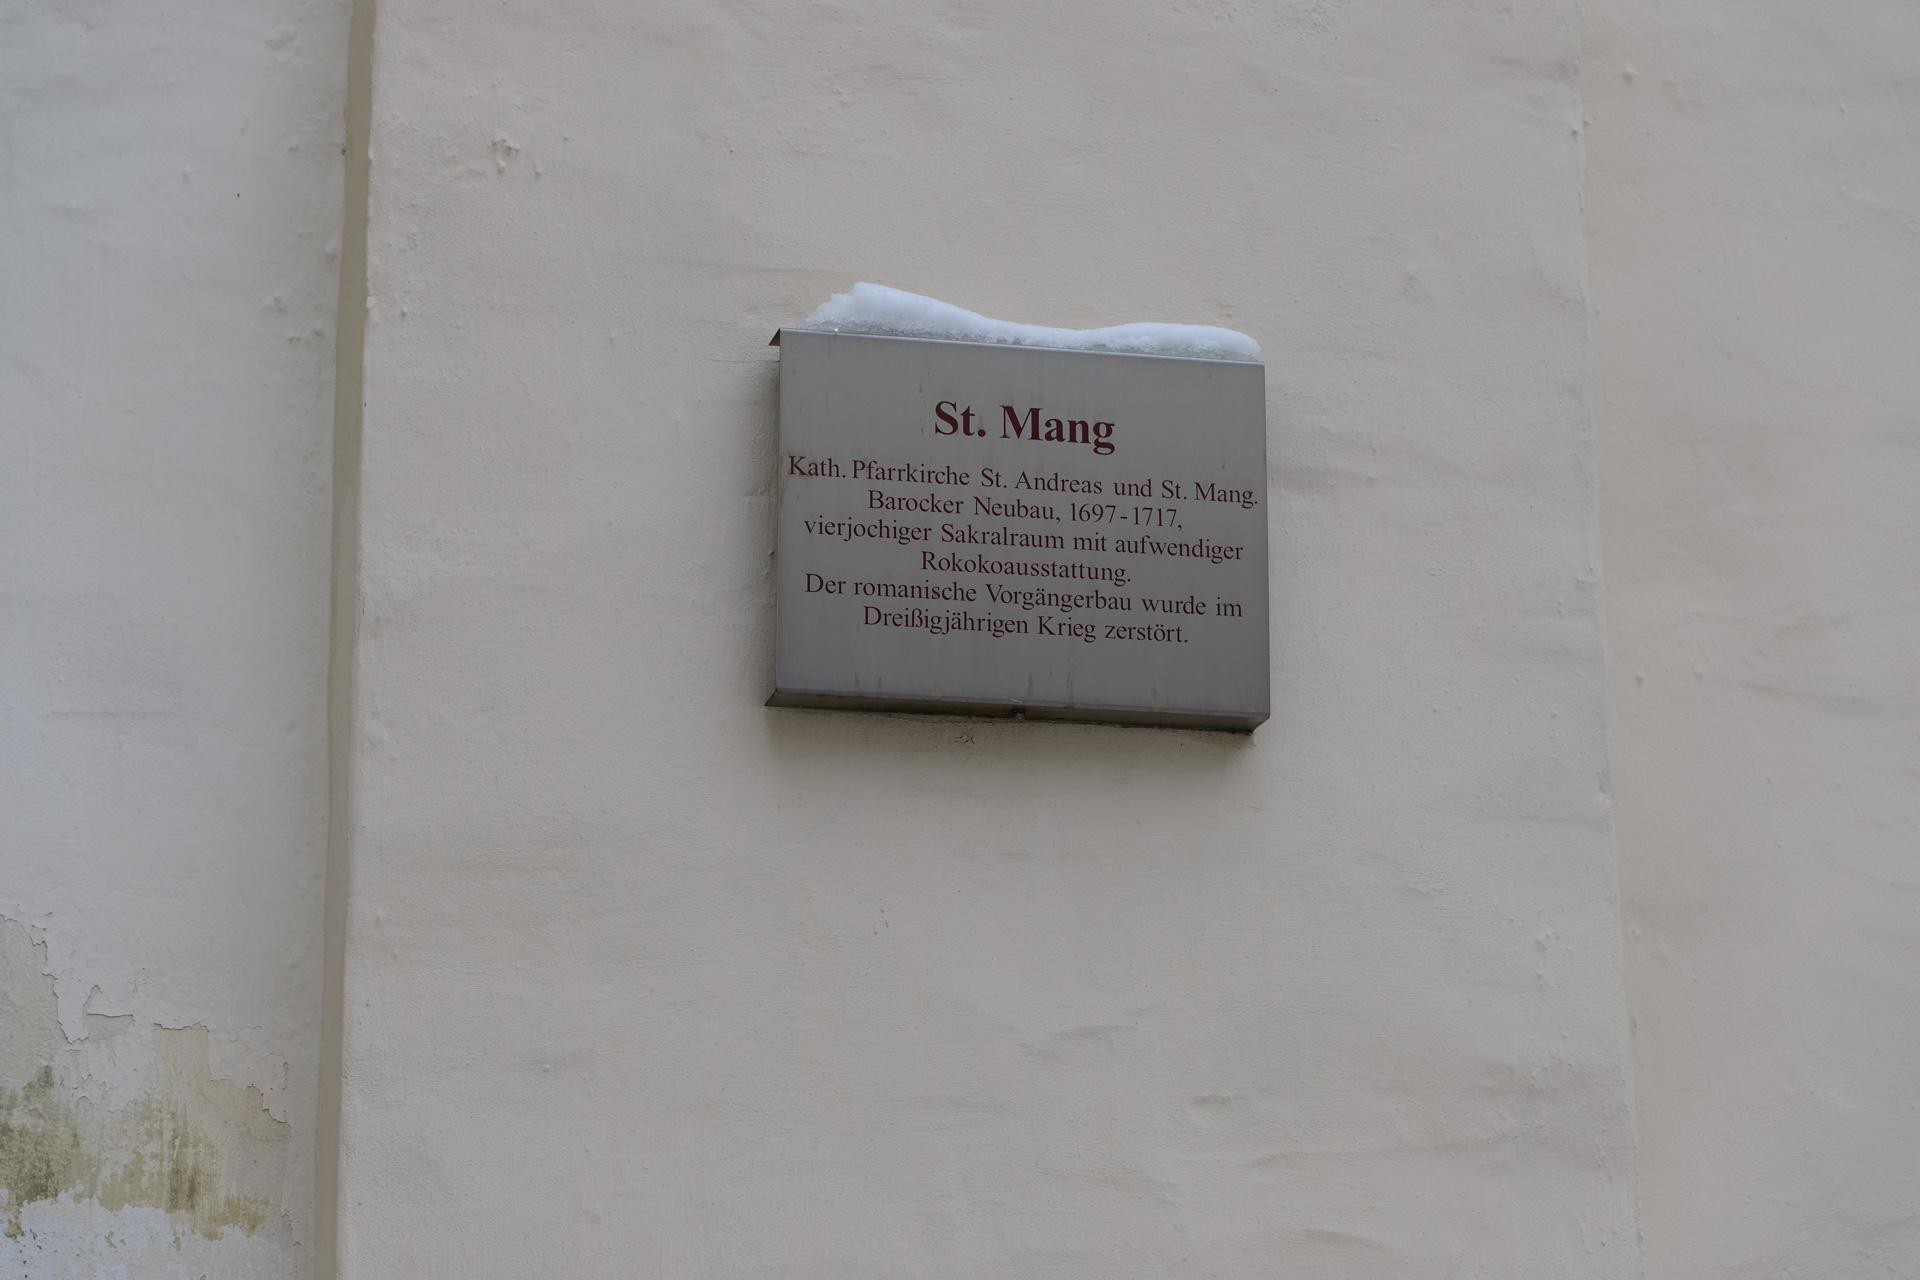 St. Mang
Kath. Pfarrkirche St. Andreas und St. Mang.
Barocker Neubau, 1697-1717,
vierjochiger Sakralraum mit aufwendiger
Rokokoausstattung.
Der romanische Vorgängerbau wurde im
Dreißigjährigen Krieg zerstört.